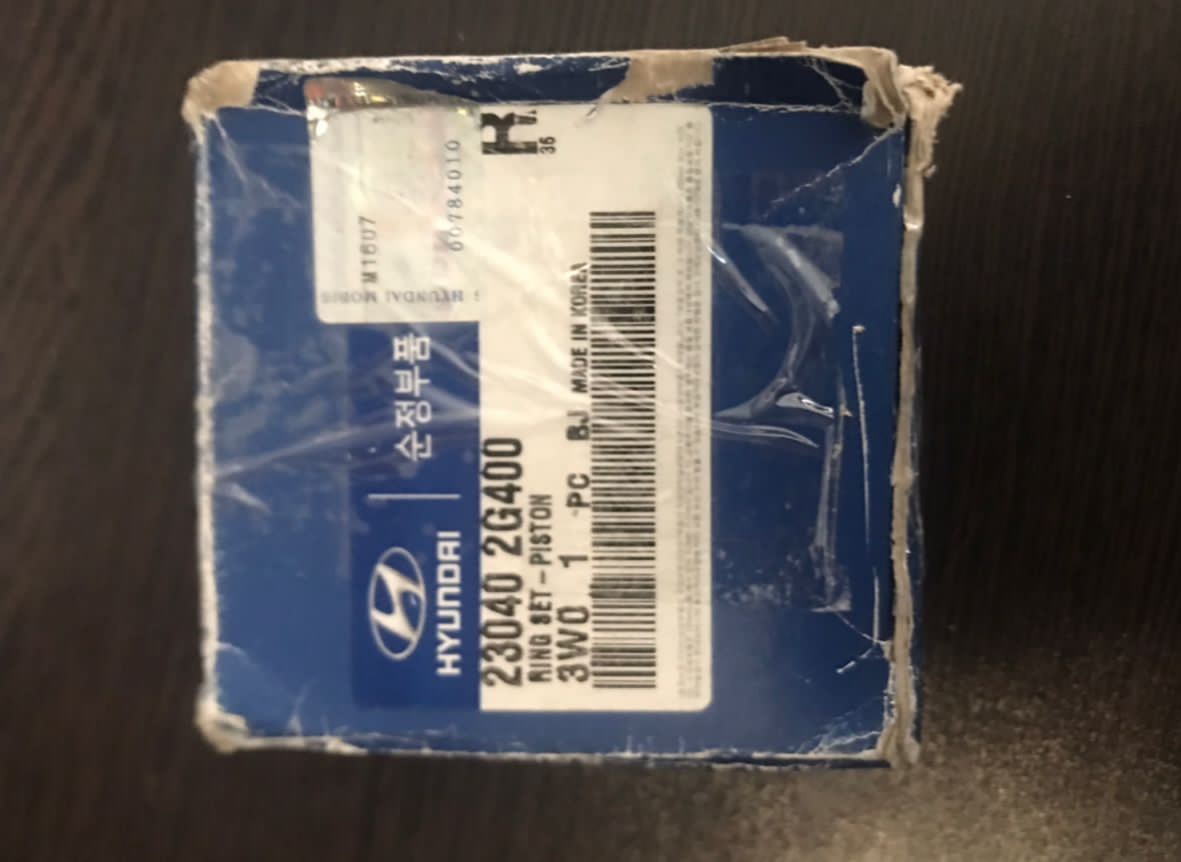 M1607
00784010
HYUNDAI MOBIS
HYUNDAI
순정부품
23040 2G400
RING SET-PISTON
3W0 1 PC BJ MADE IN KOREA
36